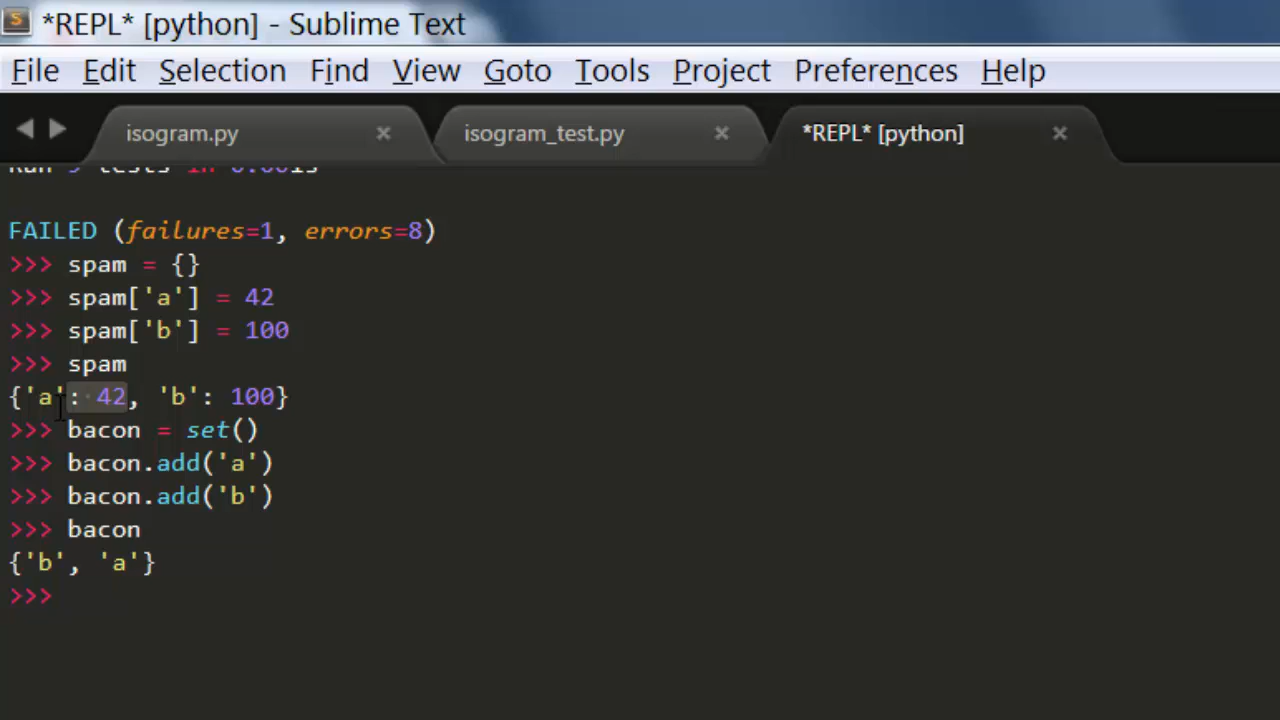 *REPL* [python] - Sublime Text
File Edit Selection Find View Goto Tools Project Preferences Help
isogram.py isogram_test.py *REPL* [python]
tests in
FAILED (failures=1, errors=8)
>>> spam = {}
>>> spam['a'] = 42
>>> spam['b'] = 100
>>> spam
{'a': 42, 'b': 100}
>>> bacon = set()
>>> bacon.add('a')
>>> bacon.add('b')
>>> bacon
{'b', 'a'}
>>>